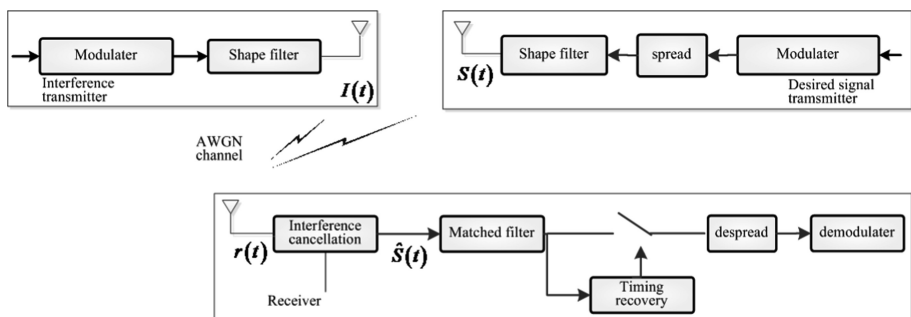 Modulater
Shape filter
Interference
transmitter
I(t)
Shape filter
spread
Modulater
S(t)
Desired signal
tramsmitter
AWGN
channel
Interference
cancellation
Matched filter
despread
demodulater
r(t)
Ŝ(t)
Timing
recovery
Receiver